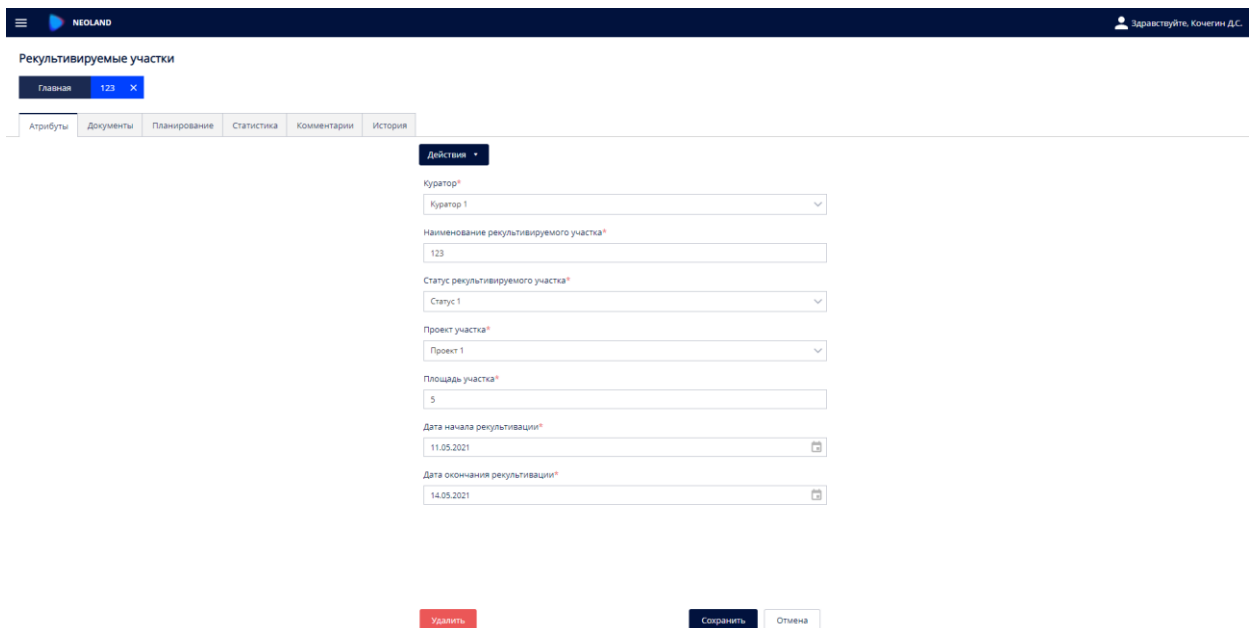 NEOLAND
Здравствуйте, Кочегин Д.С.
Рекультивируемые участки
Главная 123 ×
Атрибуты Документы Планирование Статистика Комментарии История
Действия
Куратор*
Куратор 1
Наименование рекультивируемого участка*
123
Статус рекультивируемого участка*
Статус 1
Проект участка*
Проект 1
Площадь участка*
5
Дата начала рекультивации*
11.05.2021
Дата окончания рекультивации*
14.05.2021
Удалить Сохранить Отмена